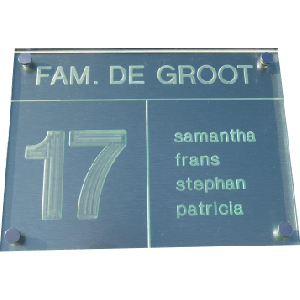 FAM. DE GROOT
17
samantha
frans
stephan
patricia